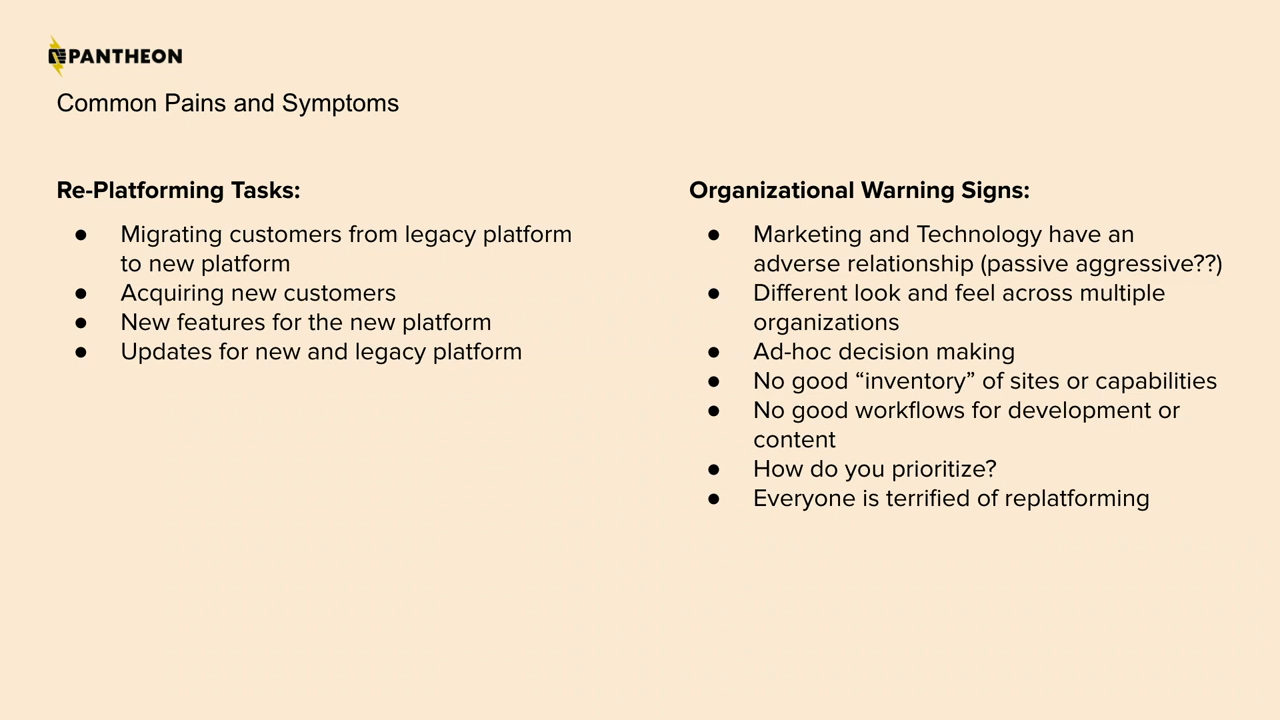 PANTHEON
Common Pains and Symptoms
Re-Platforming Tasks:
● Migrating customers from legacy platform
to new platform
● Acquiring new customers
● New features for the new platform
● Updates for new and legacy platform
Organizational Warning Signs:
● Marketing and Technology have an
adverse relationship (passive aggressive??)
● Different look and feel across multiple
organizations
● Ad-hoc decision making
● No good “inventory” of sites or capabilities
● No good workflows for development or
content
● How do you prioritize?
● Everyone is terrified of replatforming